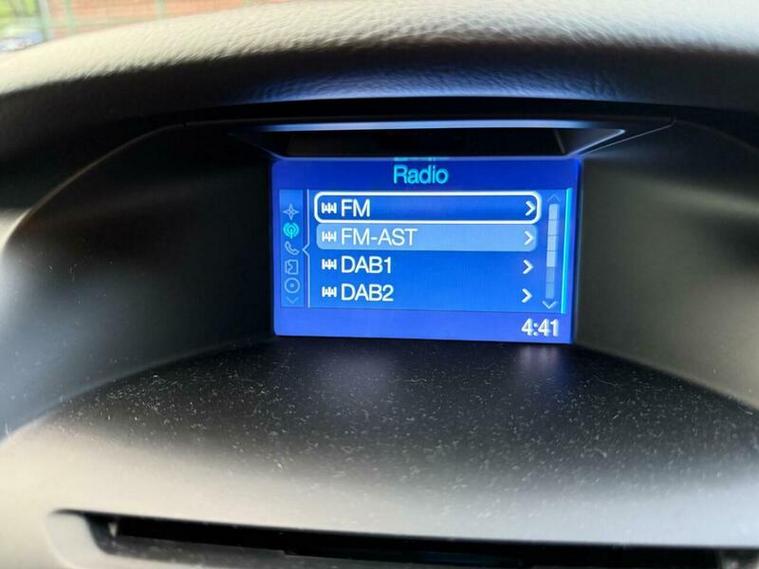 Radio
FM
FM-AST
DAB1
DAB2
4:41